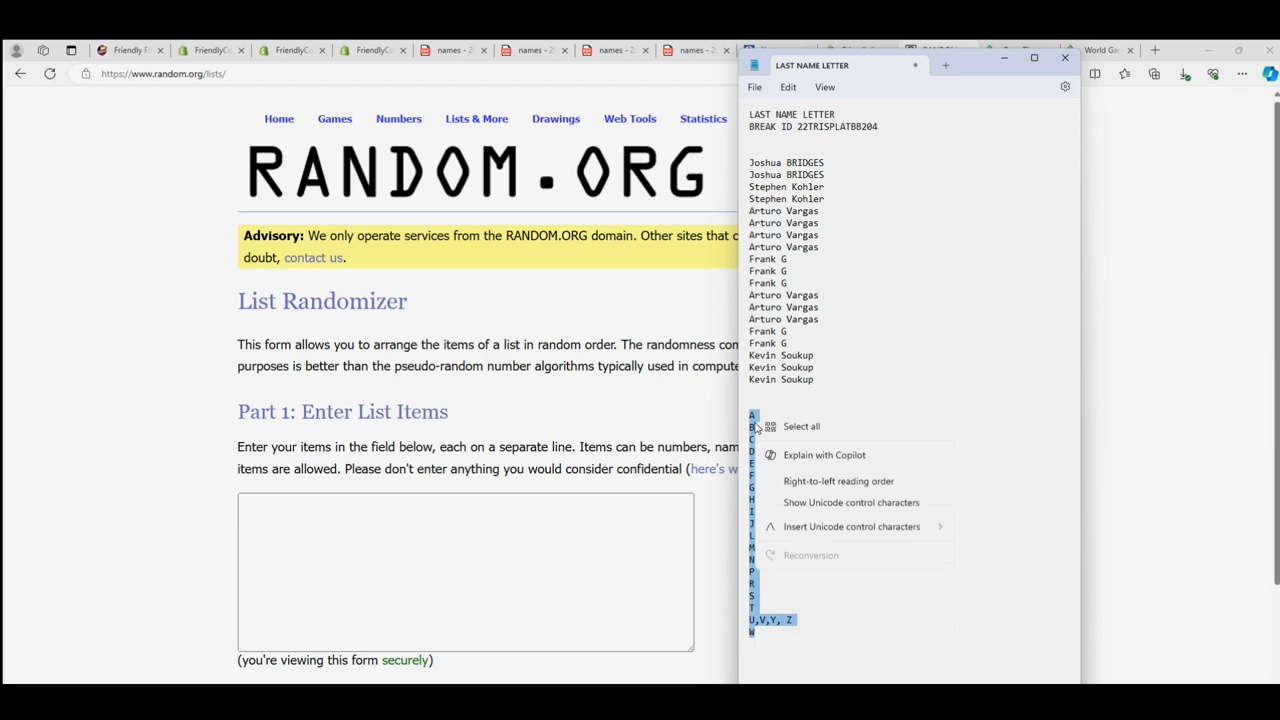 Friendly F
FriendlyCo
FriendlyCo
FriendlyCo
names - 2
names - 2
names - 2
names - 2
World Ga
https://www.random.org/lists/
Home Games Numbers Lists & More Drawings Web Tools Statistics
RANDOM.ORG
Advisory: We only operate services from the RANDOM.ORG domain. Other sites that c
doubt, contact us.
List Randomizer
This form allows you to arrange the items of a list in random order. The randomness com
purposes is better than the pseudo-random number algorithms typically used in compute
Part 1: Enter List Items
Enter your items in the field below, each on a separate line. Items can be numbers, nam
items are allowed. Please don't enter anything you would consider confidential (here's w
(you're viewing this form securely)
LAST NAME LETTER
File Edit View
LAST NAME LETTER
BREAK ID 22TRISPLATBB204
Joshua BRIDGES
Joshua BRIDGES
Stephen Kohler
Stephen Kohler
Arturo Vargas
Arturo Vargas
Arturo Vargas
Arturo Vargas
Frank G
Frank G
Frank G
Arturo Vargas
Arturo Vargas
Arturo Vargas
Frank G
Frank G
Kevin Soukup
Kevin Soukup
Kevin Soukup
A
B
C
D
E
F
G
H
I
J
L
M
N
P
R
S
T
U,V,Y, Z
W
Select all
Explain with Copilot
Right-to-left reading order
Show Unicode control characters
Insert Unicode control characters
Reconversion